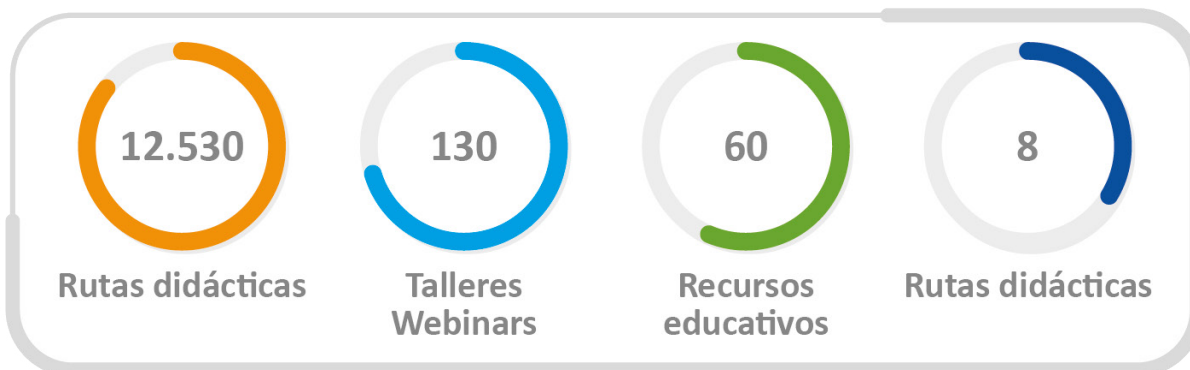 12.530
130
60
8
Rutas didácticas
Talleres
Webinars
Recursos
educativos
Rutas didácticas